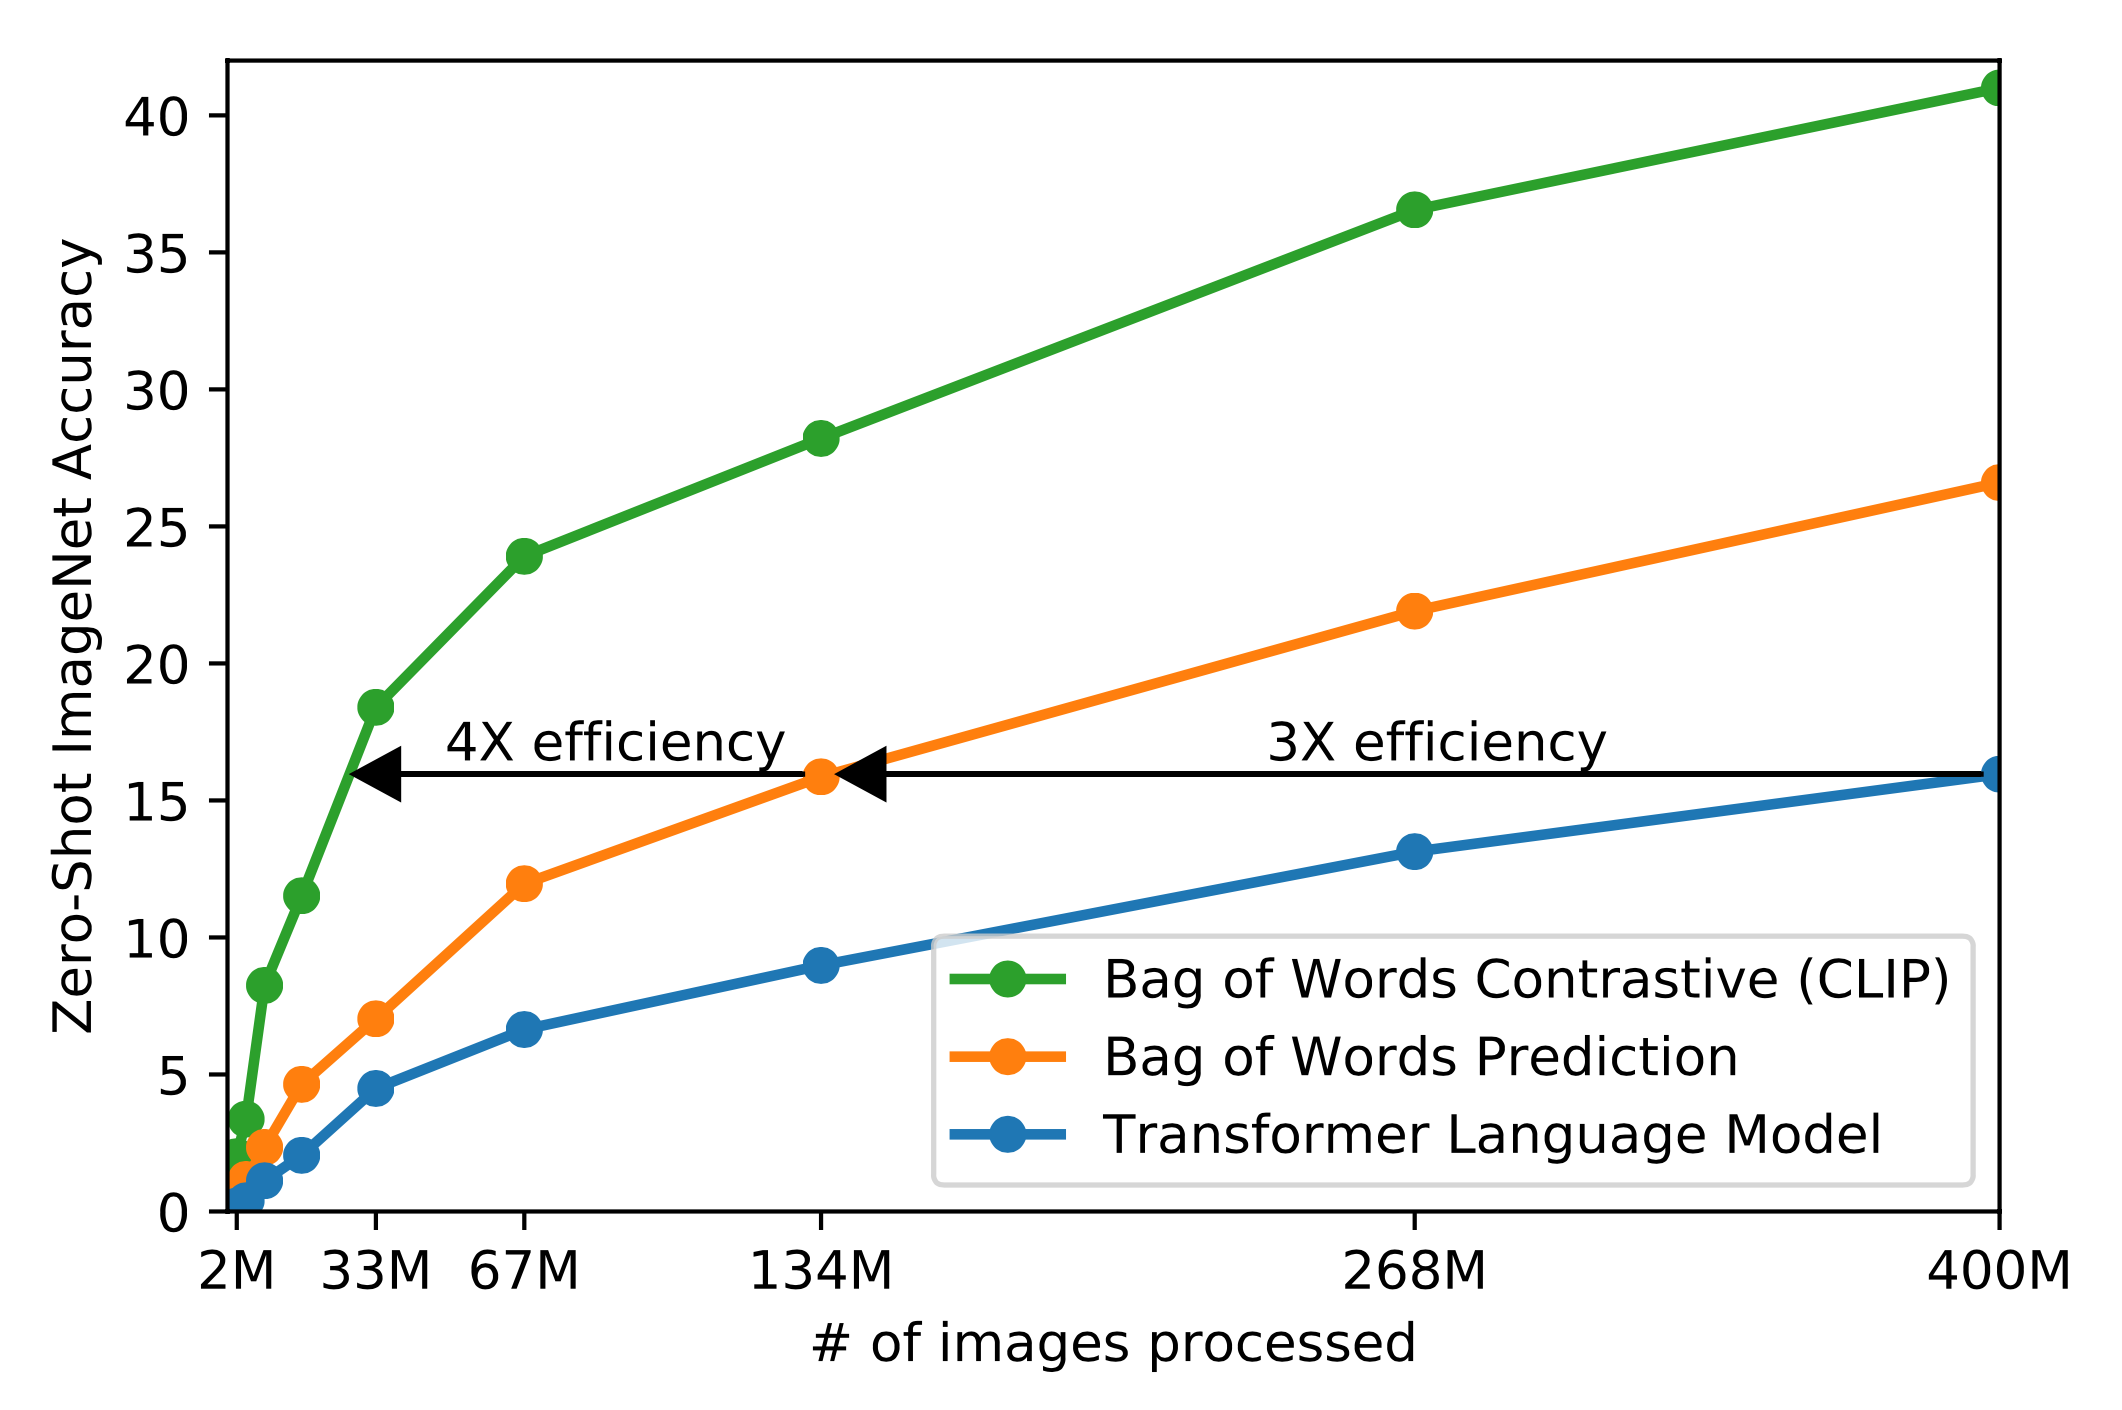 40
35
30
25
20
15
10
5
0
Zero-Shot ImageNet Accuracy
4X efficiency
3X efficiency
Bag of Words Contrastive (CLIP)
Bag of Words Prediction
Transformer Language Model
2M 33M 67M 134M 268M 400M
# of images processed